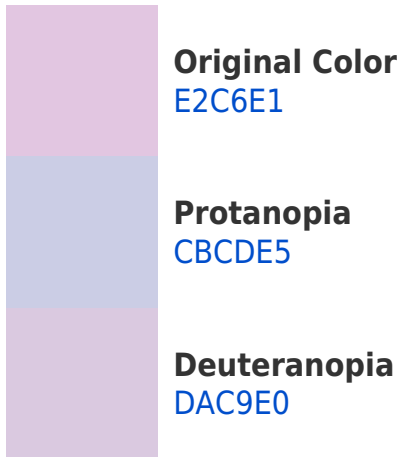 Original Color
E2C6E1
Protanopia
CBCDE5
Deuteranopia
DAC9E0